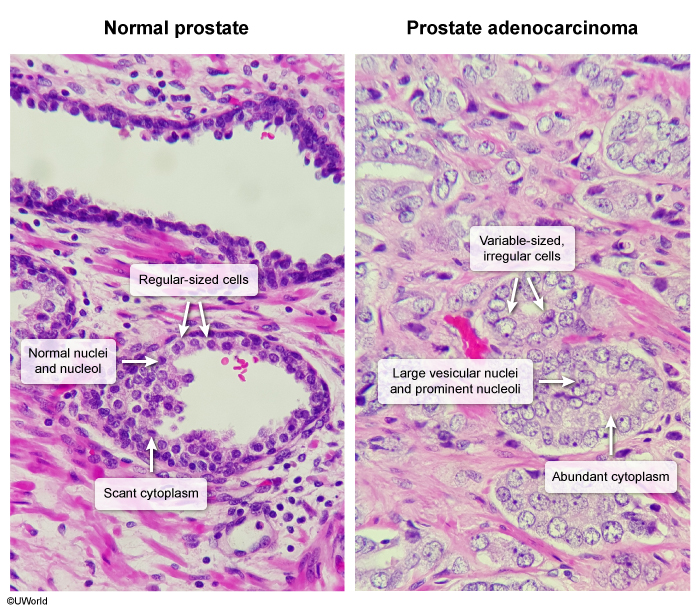 Normal prostate
Prostate adenocarcinoma
Regular-sized cells
Normal nuclei
and nucleol
Scant cytoplasm
Variable-sized,
irregular cells
Large vesicular nuclei
and prominent nucleoli
Abundant cytoplasm
©UWorld